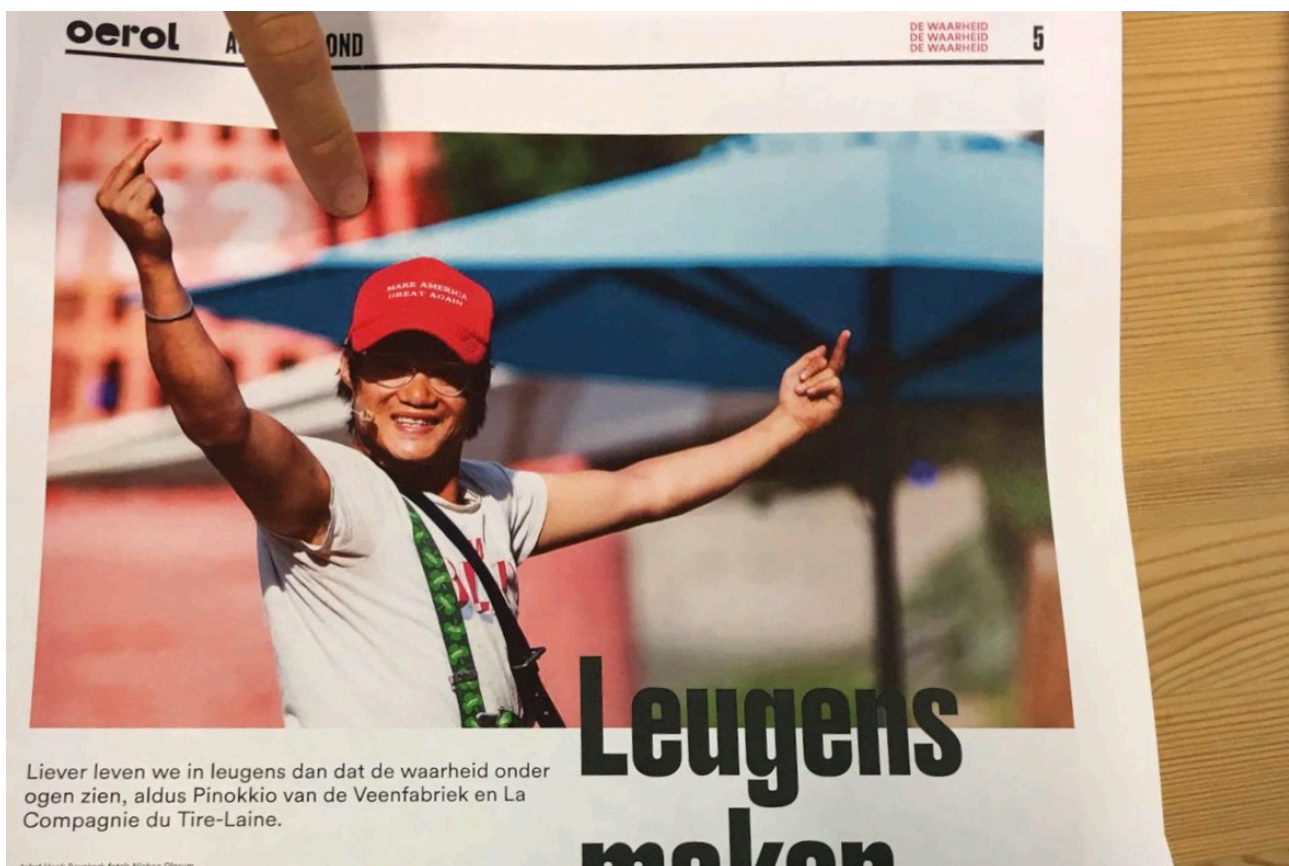 oerol
DE WAARHEID
DE WAARHEID
DE WAARHEID
5
MAKE AMERICA
GREAT AGAIN
Leugens
maken
Liever leven we in leugens dan dat de waarheid onder
ogen zien, aldus Pinokkio van de Veenfabriek en La
Compagnie du Tire-Laine.